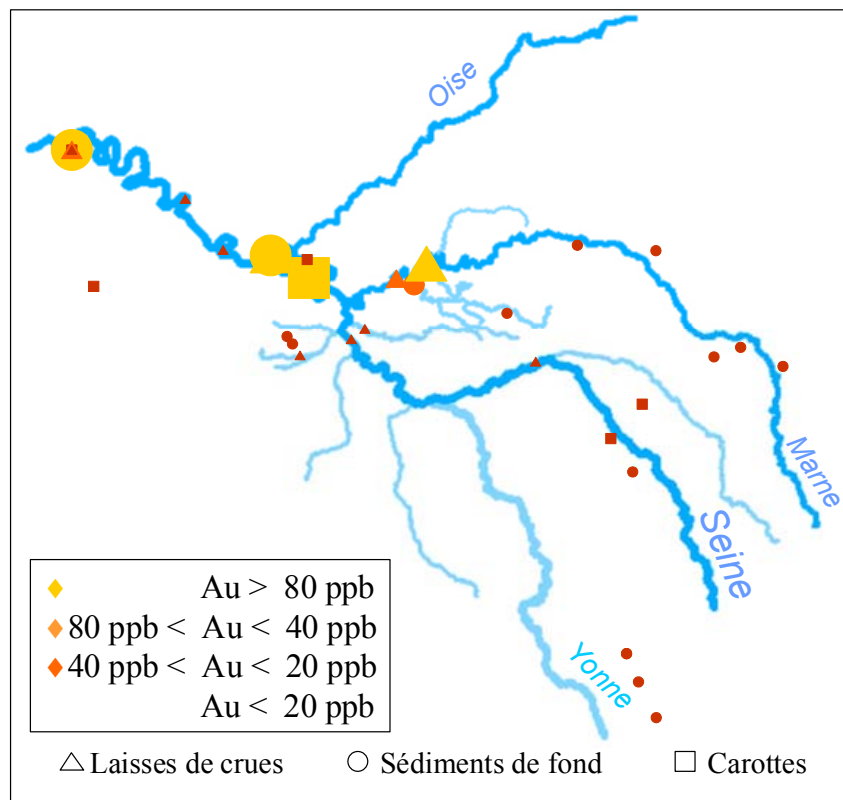 Oise
Marne
Seine
Yonne
Au > 80 ppb
80 ppb < Au < 40 ppb
40 ppb < Au < 20 ppb
Au < 20 ppb
Laisses de crues Sédiments de fond Carottes